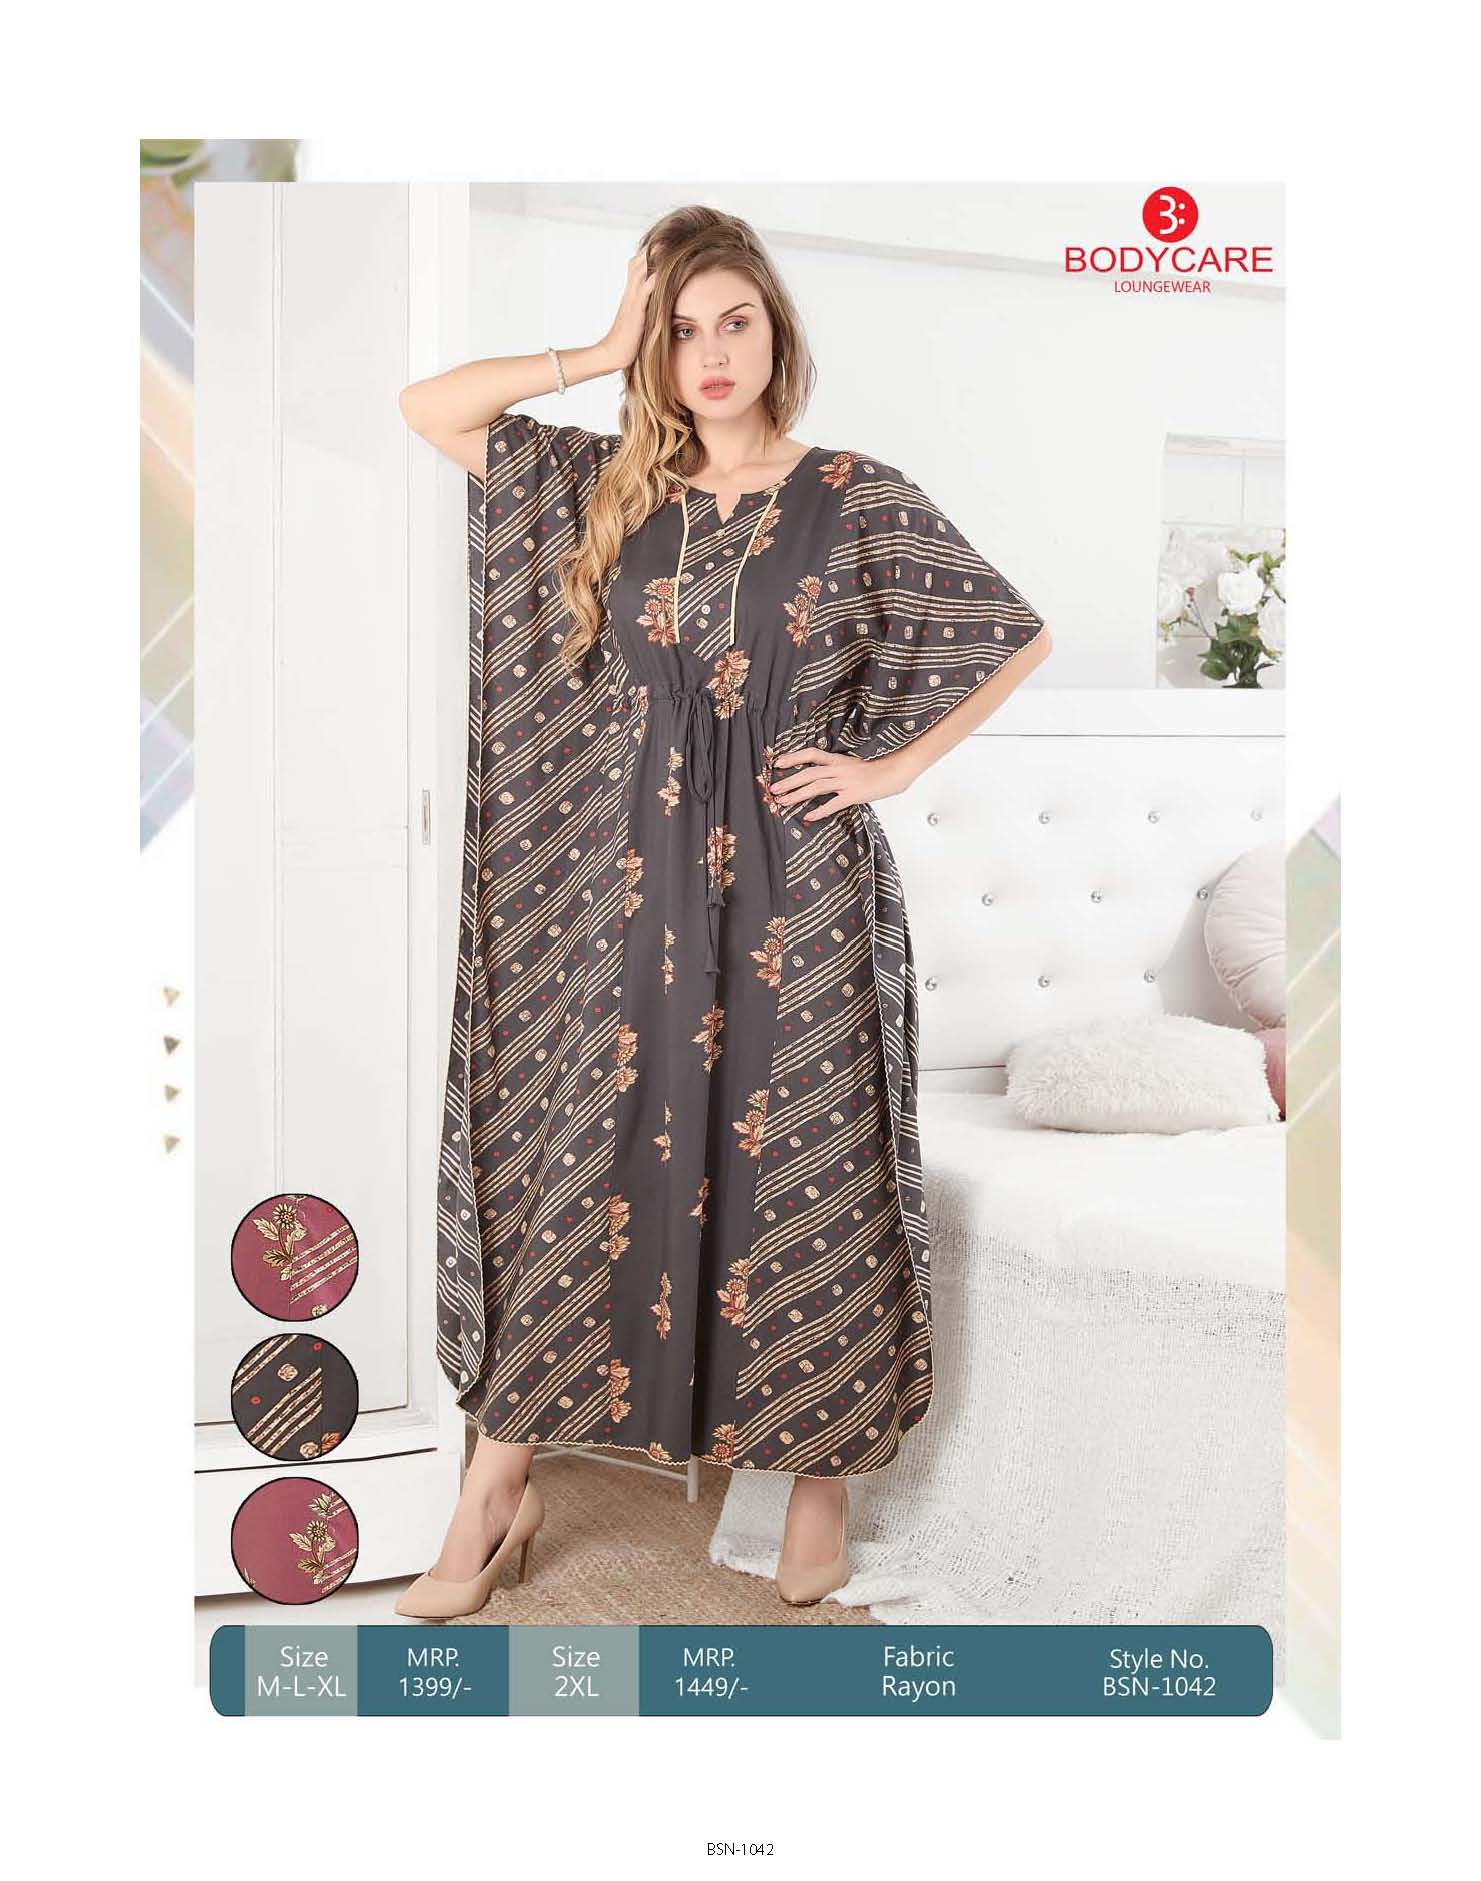 BODYCARE
LOUNGEWEAR
Size
M-L-XL
MRP.
1399/-
Size
2XL
MRP.
1449/-
Fabric
Rayon
Style No.
BSN-1042
BSN-1042